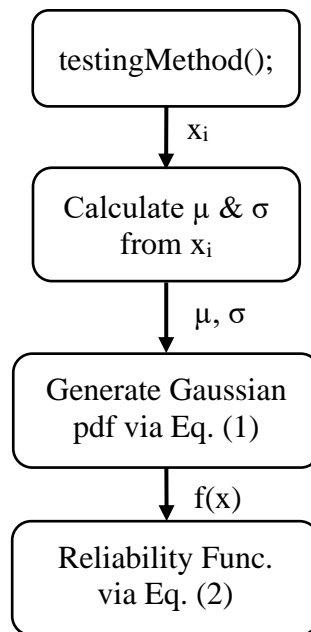 testingMethod();
xᵢ
Calculate μ & σ
from xᵢ
μ, σ
Generate Gaussian
pdf via Eq. (1)
f(x)
Reliability Func.
via Eq. (2)